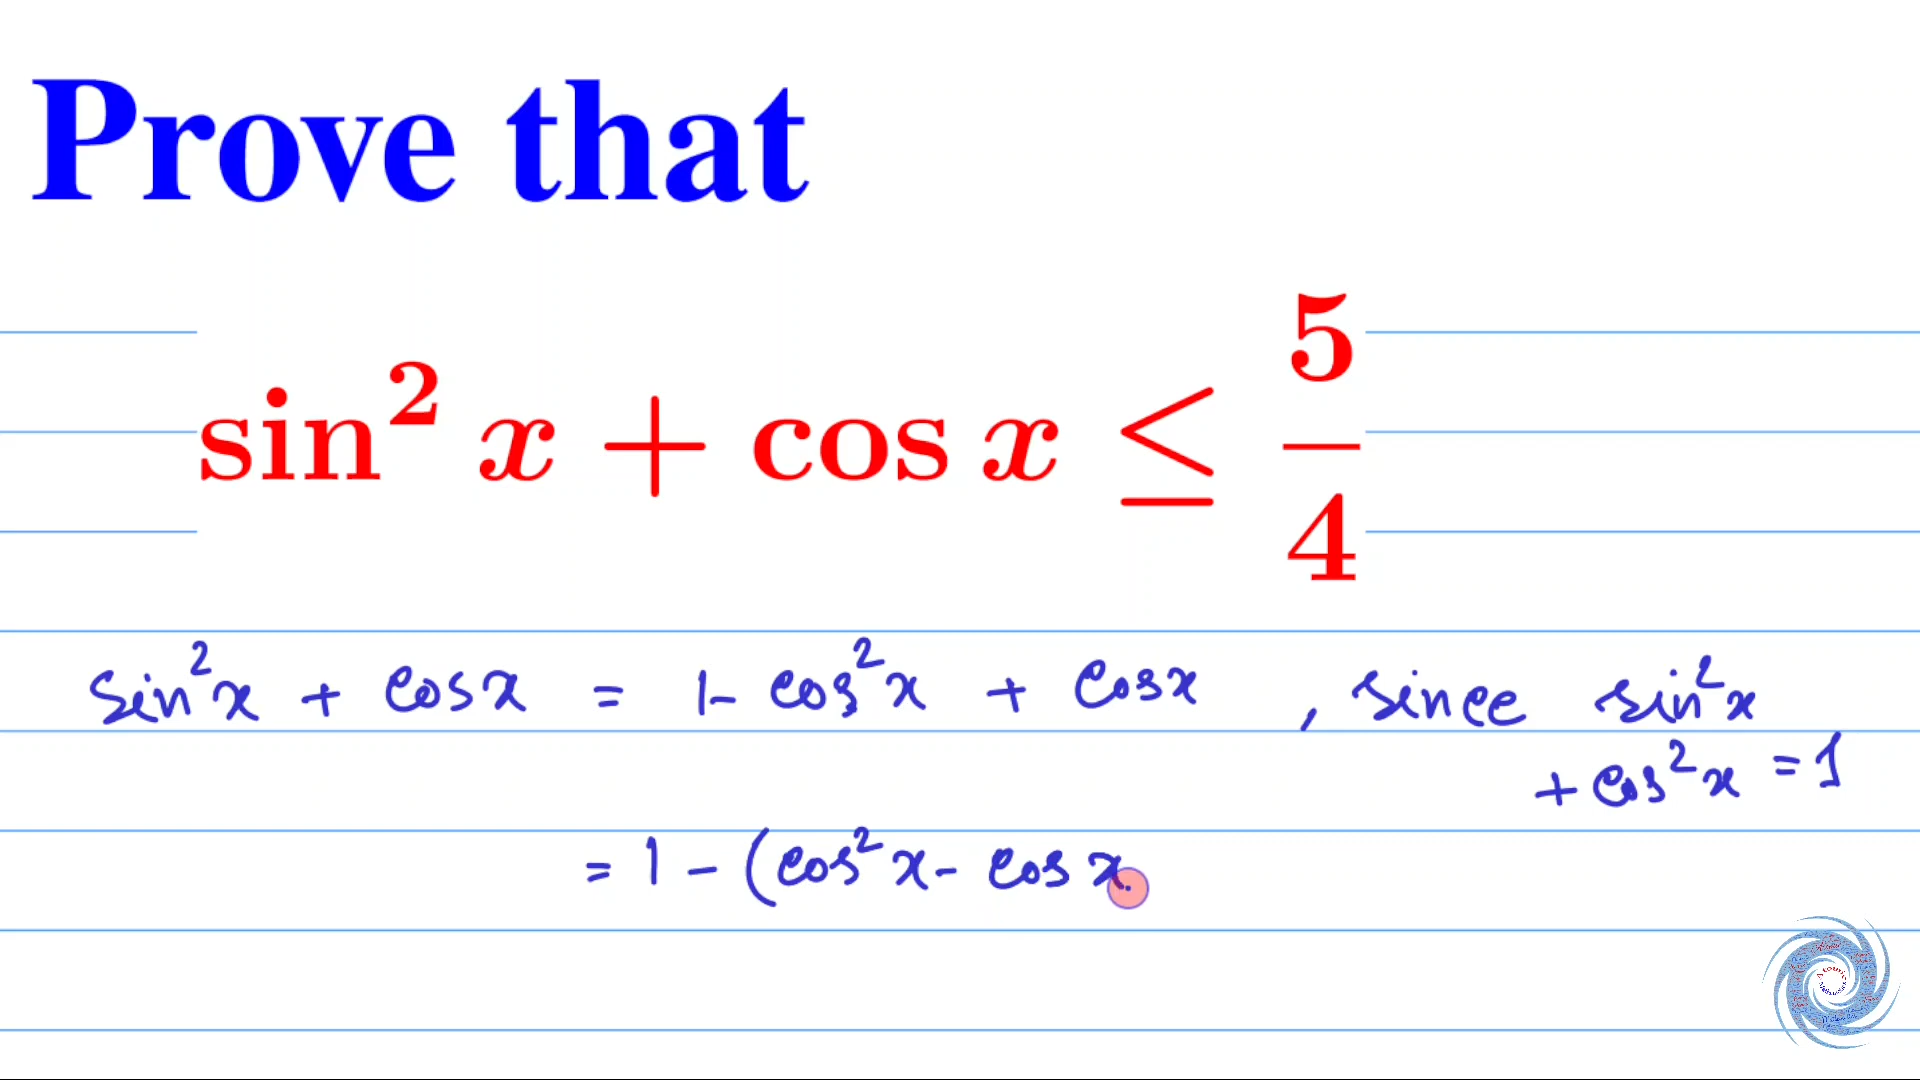 Prove that
sin² x + cos x ≤ 5/4
sin²x + cosx = 1 - cos²x + cosx , since sin²x
+ cos²x = 1
= 1 - (cos²x - cos x